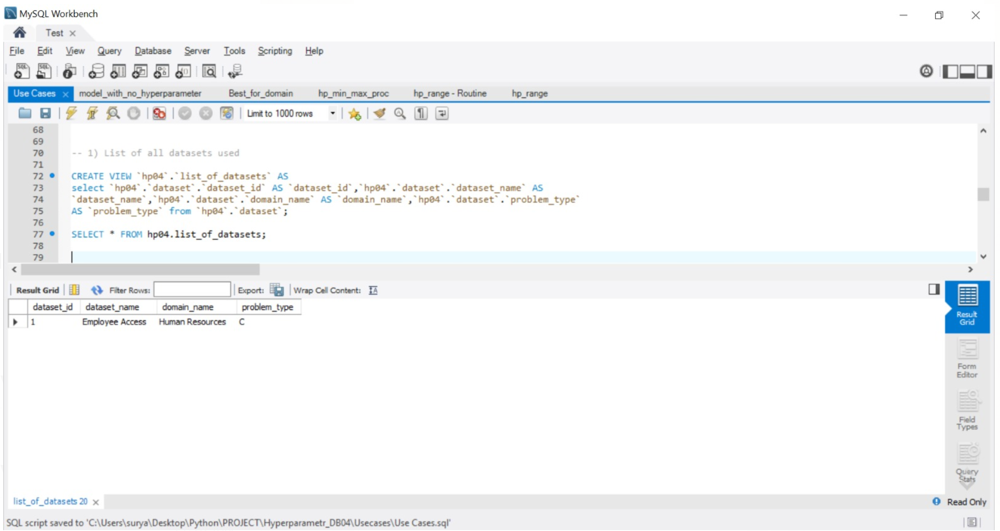 MySQL Workbench
Test
File Edit View Query Database Server Tools Scripting Help
Use Cases model_with_no_hyperparameter Best_for_domain hp_min_max_proc hp_range - Routine hp_range
Limit to 1000 rows
68
69
70 -- 1) List of all datasets used
71
72 CREATE VIEW `hp04`.`list_of_datasets` AS
73 select `hp04`.`dataset`.`dataset_id` AS `dataset_id`,`hp04`.`dataset`.`dataset_name` AS
74 `dataset_name`,`hp04`.`dataset`.`domain_name` AS `domain_name`,`hp04`.`dataset`.`problem_type`
75 AS `problem_type` from `hp04`.`dataset`;
76
77 SELECT * FROM hp04.list_of_datasets;
78
79
Result Grid Filter Rows: Export: Wrap Cell Content:
dataset_id dataset_name domain_name problem_type
1 Employee Access Human Resources C
Result
Grid
Form
Editor
Field
Types
Query
Stats
list_of_datasets 20
Read Only
SQL script saved to 'C:\Users\surya\Desktop\Python\PROJECT\Hyperparametr_DB04\Usecases\Use Cases.sql'